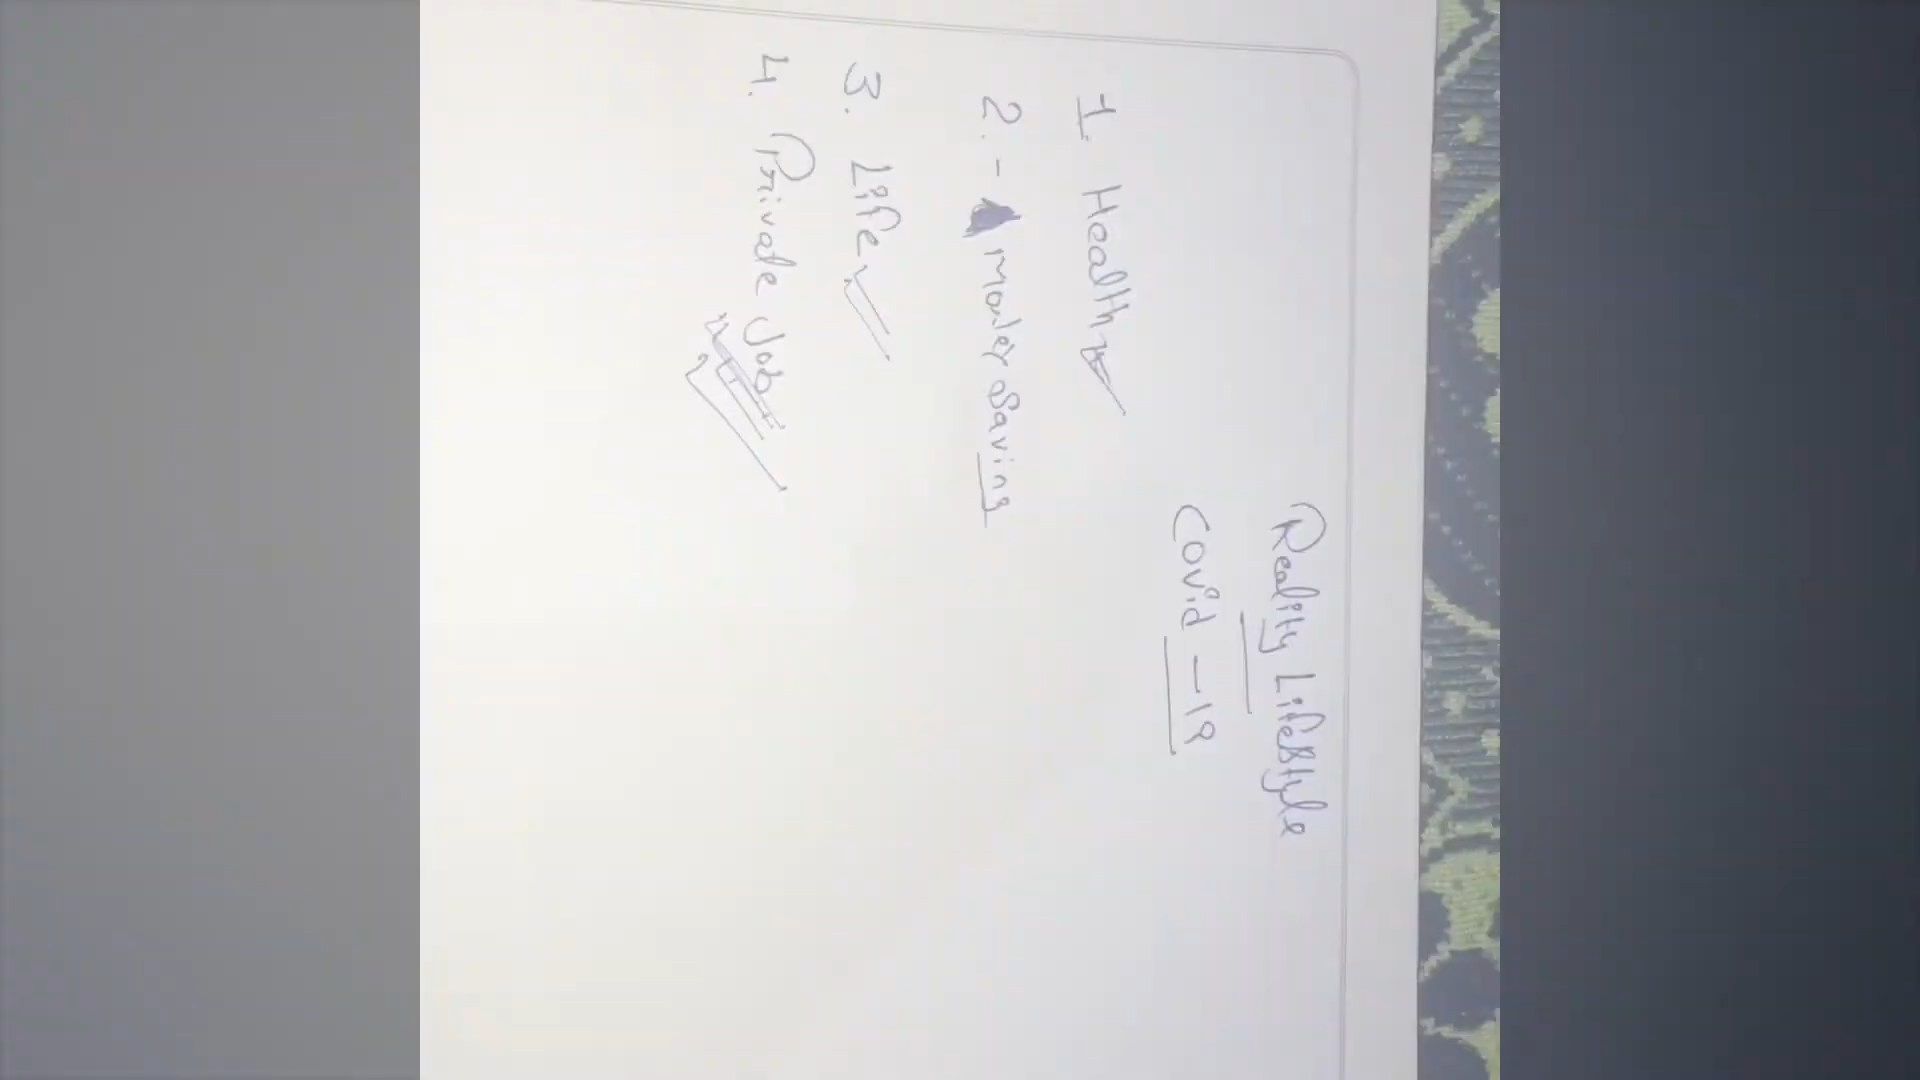 Reality Lifestyle
Covid -19
1. Health
2. - Money Saving
3. Life
4. Private Job